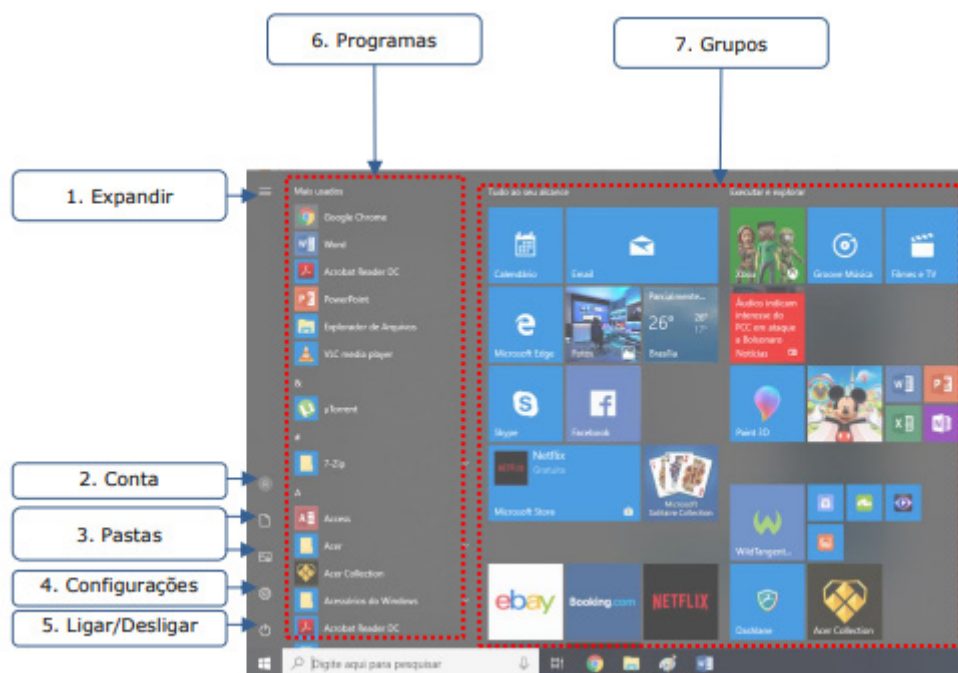 6. Programas
7. Grupos
1. Expandir
2. Conta
3. Pastas
4. Configurações
5. Ligar/Desligar
Mais usados
Google Chrome
Word
Acrobat Reader DC
PowerPoint
Explorador de Arquivos
VLC media player
&
µTorrent
#
7-Zip
A
Access
Acer
Acer Collection
Acessórios do Windows
Acrobat Reader DC
Tudo ao seu alcance
Calendário
Email
Microsoft Edge
Fotos
Parcialmente...
26° 28°
17°
Brasília
Skype
Facebook
Netflix
Gratuito
NETFLIX
Microsoft Store
Microsoft
Solitaire Collection
ebay
Booking.com
NETFLIX
Executar e explorar
Xbox
Groove Música
Filmes e TV
Áudios indicam
interesse do
PCC em ataque
a Bolsonaro
Notícias
Paint 3D
WildTangent...
Dashlane
Acer Collection
Digite aqui para pesquisar